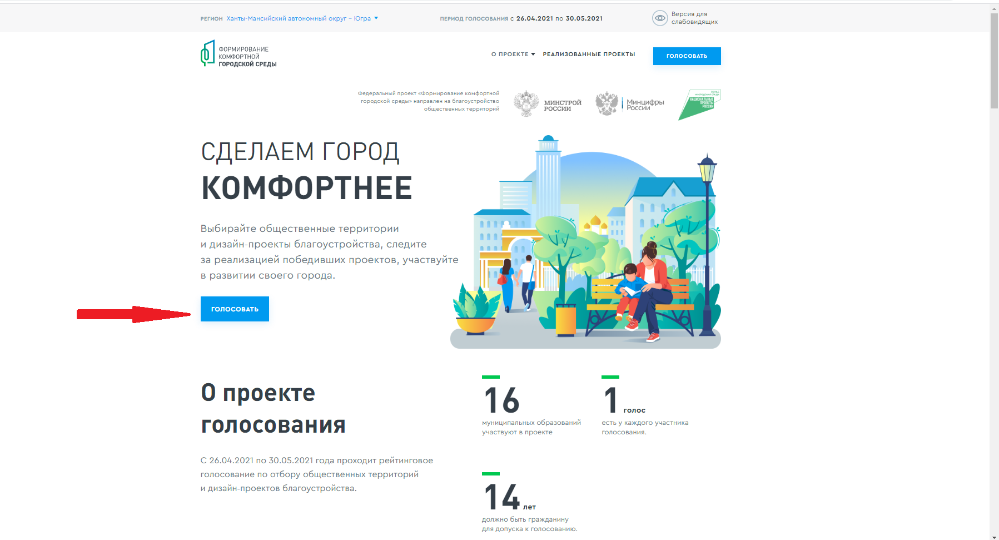 РЕГИОН Ханты-Мансийский автономный округ – Югра
ПЕРИОД ГОЛОСОВАНИЯ с 26.04.2021 по 30.05.2021
Версия для
слабовидящих
ФОРМИРОВАНИЕ
КОМФОРТНОЙ
ГОРОДСКОЙ СРЕДЫ
О ПРОЕКТЕ
РЕАЛИЗОВАННЫЕ ПРОЕКТЫ
ГОЛОСОВАТЬ
Федеральный проект «Формирование комфортной
городской среды» направлен на благоустройство
общественных территорий
МИНСТРОЙ
РОССИИ
Минцифры
России
ЖИЛЬЕ
И ГОРОДСКАЯ СРЕДА
НАЦИОНАЛЬНЫЕ
ПРОЕКТЫ
РОССИИ
СДЕЛАЕМ ГОРОД
КОМФОРТНЕЕ
Выбирайте общественные территории
и дизайн-проекты благоустройства, следите
за реализацией победивших проектов, участвуйте
в развитии своего города.
ГОЛОСОВАТЬ
О проекте
голосования
С 26.04.2021 по 30.05.2021 года проходит рейтинговое
голосование по отбору общественных территорий
и дизайн-проектов благоустройства.
16
муниципальных образований
участвуют в проекте
1 голос
есть у каждого участника
голосования.
14 лет
должно быть гражданину
для допуска к голосованию.